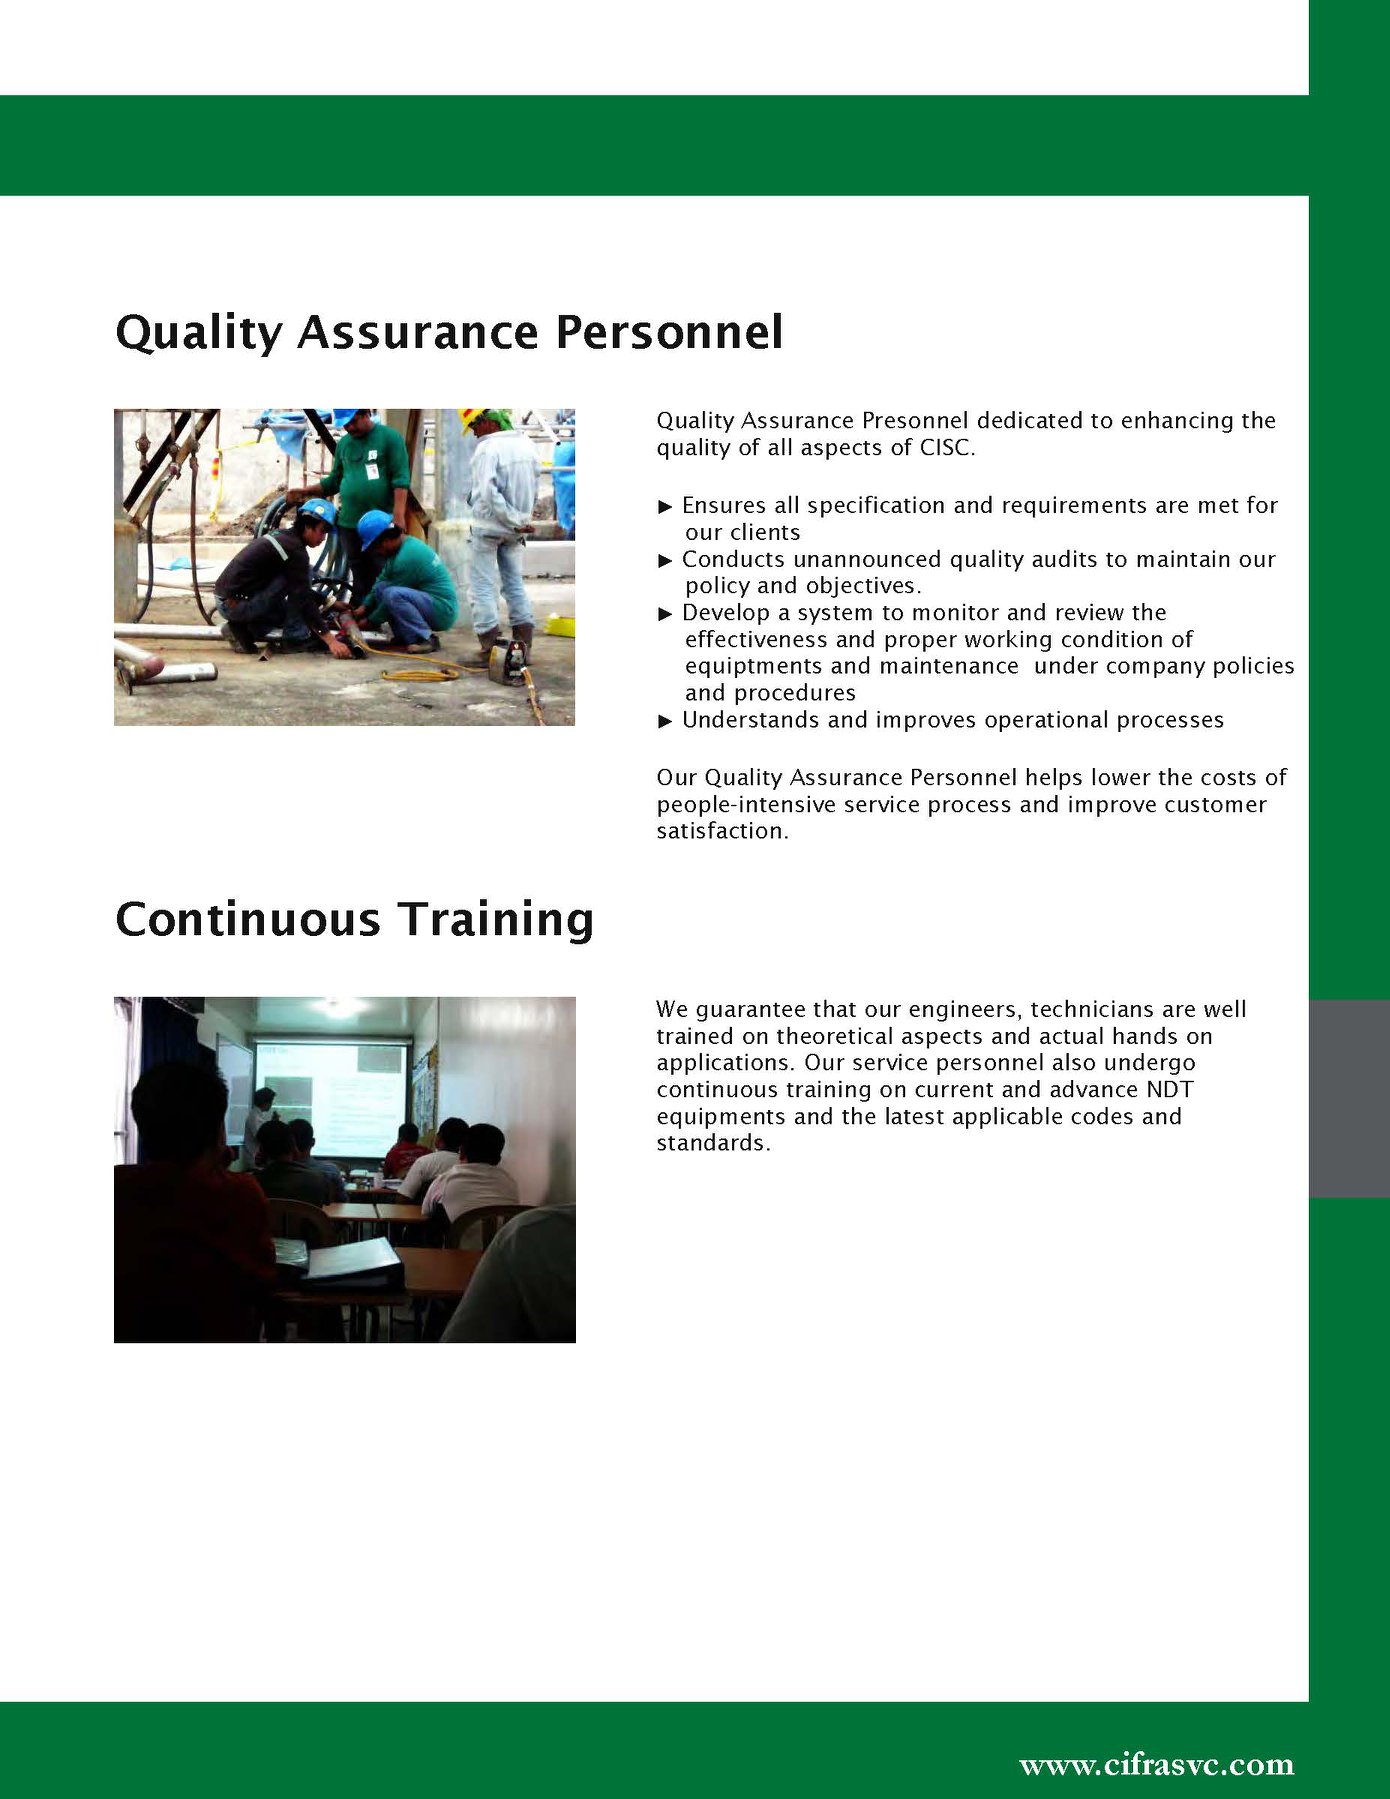 Quality Assurance Personnel
Quality Assurance Presonnel dedicated to enhancing the
quality of all aspects of CISC.
► Ensures all specification and requirements are met for
our clients
► Conducts unannounced quality audits to maintain our
policy and objectives.
► Develop a system to monitor and review the
effectiveness and proper working condition of
equiptments and maintenance  under company policies
and procedures
► Understands and improves operational processes
Our Quality Assurance Personnel helps lower the costs of
people-intensive service process and improve customer
satisfaction.
Continuous Training
We guarantee that our engineers, technicians are well
trained on theoretical aspects and actual hands on
applications. Our service personnel also undergo
continuous training on current and advance NDT
equipments and the latest applicable codes and
standards.
www.cifrasvc.com